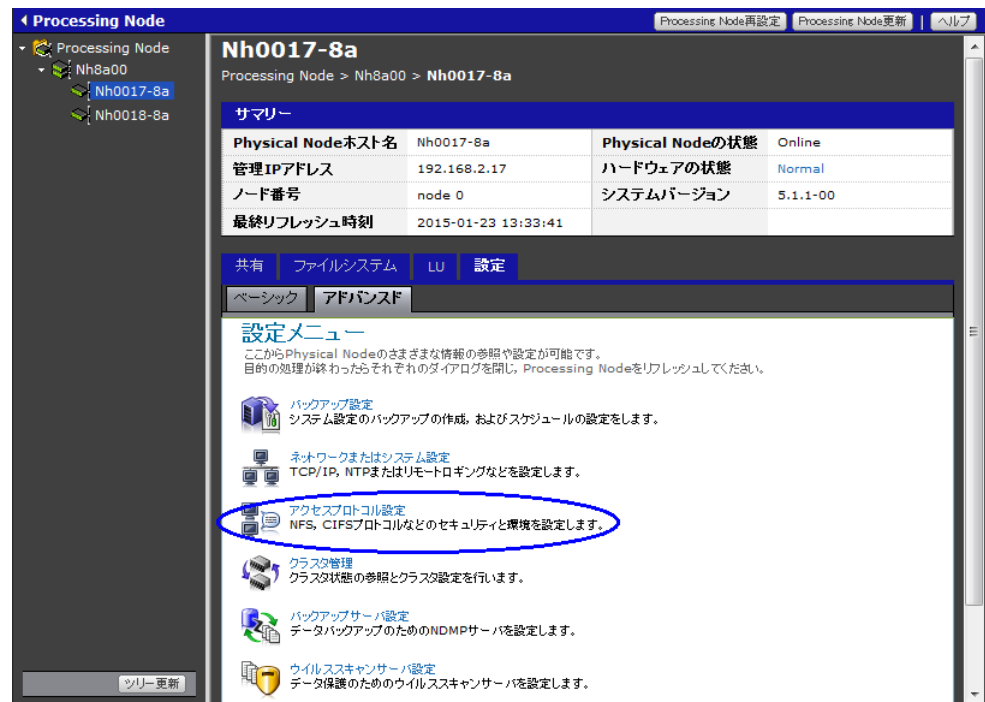 Processing Node
Processing Node再設定 Processing Node更新 | ヘルプ
Processing Node
Nh8a00
Nh0017-8a
Nh0018-8a
Nh0017-8a
Processing Node > Nh8a00 > Nh0017-8a
サマリー
Physical Nodeホスト名 Nh0017-8a Physical Nodeの状態 Online
管理IPアドレス 192.168.2.17 ハードウェアの状態 Normal
ノード番号 node 0 システムバージョン 5.1.1-00
最終リフレッシュ時刻 2015-01-23 13:33:41
共有 ファイルシステム LU 設定
ベーシック アドバンスド
設定メニュー
ここからPhysical Nodeのさまざまな情報の参照や設定が可能です。
目的の処理が終わったらそれぞれのダイアログを閉じ, Processing Nodeをリフレッシュしてください。
バックアップ設定
システム設定のバックアップの作成, およびスケジュールの設定をします。
ネットワークまたはシステム設定
TCP/IP, NTPまたはリモートロギングなどを設定します。
アクセスプロトコル設定
NFS, CIFSプロトコルなどのセキュリティと環境を設定します。
クラスタ管理
クラスタ状態の参照とクラスタ設定を行います。
バックアップサーバ設定
データバックアップのためのNDMPサーバを設定します。
ウイルススキャンサーバ設定
データ保護のためのウイルススキャンサーバを設定します。
ツリー更新